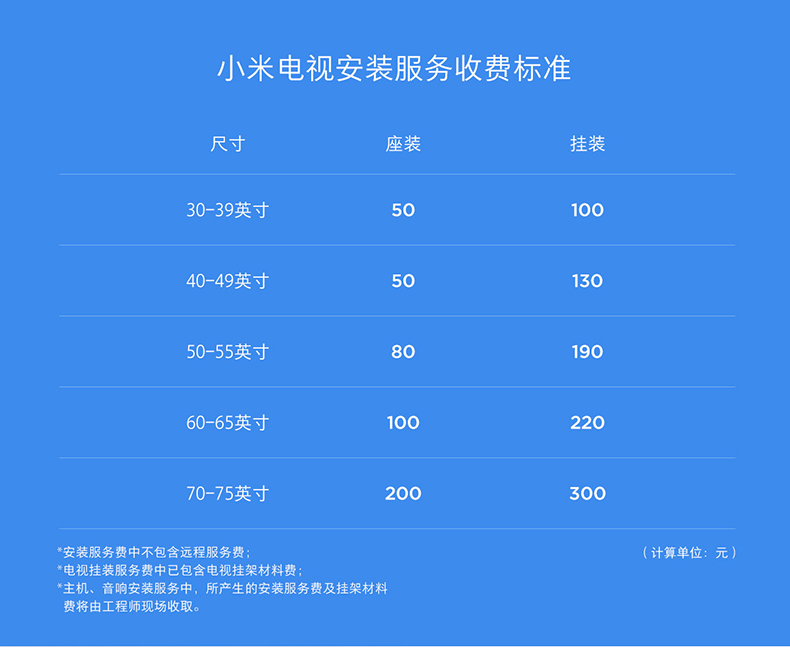 小米电视安装服务收费标准
尺寸 座装 挂装
30-39英寸 50 100
40-49英寸 50 130
50-55英寸 80 190
60-65英寸 100 220
70-75英寸 200 300
*安装服务费中不包含远程服务费； （计算单位：元）
*电视挂装服务费中已包含电视挂架材料费；
*主机、音响安装服务中，所产生的安装服务费及挂架材料
费将由工程师现场收取。